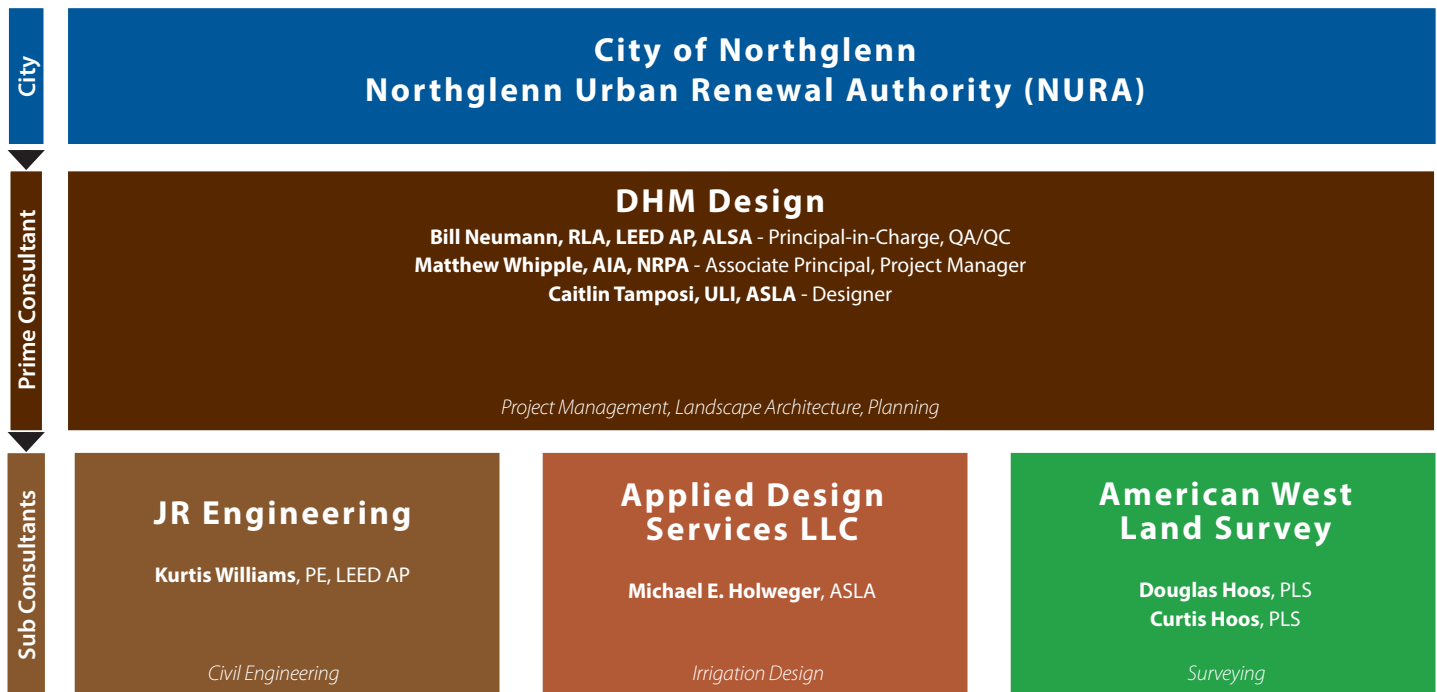 City
City of Northglenn
Northglenn Urban Renewal Authority (NURA)
Prime Consultant
DHM Design
Bill Neumann, RLA, LEED AP, ALSA - Principal-in-Charge, QA/QC
Matthew Whipple, AIA, NRPA - Associate Principal, Project Manager
Caitlin Tamposi, ULI, ASLA - Designer
Project Management, Landscape Architecture, Planning
Sub Consultants
JR Engineering
Kurtis Williams, PE, LEED AP
Civil Engineering
Applied Design
Services LLC
Michael E. Holweger, ASLA
Irrigation Design
American West
Land Survey
Douglas Hoos, PLS
Curtis Hoos, PLS
Surveying